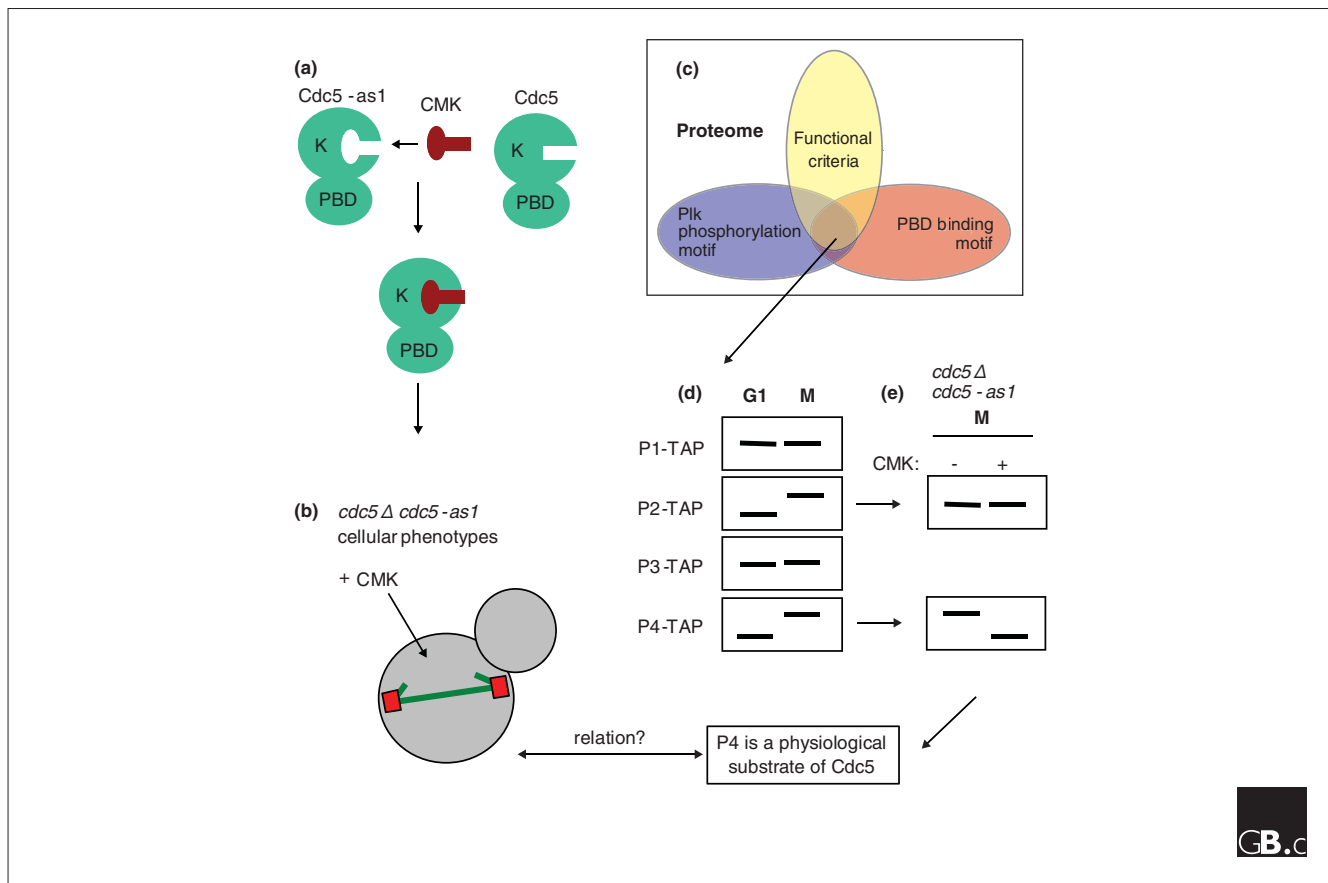 (a)
Cdc5 -as1
CMK
Cdc5
K
K
PBD
PBD
K
PBD
(b)
cdc5 Δ cdc5 -as1
cellular phenotypes
+ CMK
(c)
Proteome
Functional
criteria
Plk
phosphorylation
motif
PBD binding
motif
(d)
G1
M
P1-TAP
P2-TAP
P3-TAP
P4-TAP
(e)
cdc5 Δ
cdc5 - as1
M
CMK:
-
+
relation?
P4 is a physiological
substrate of Cdc5
GB.c